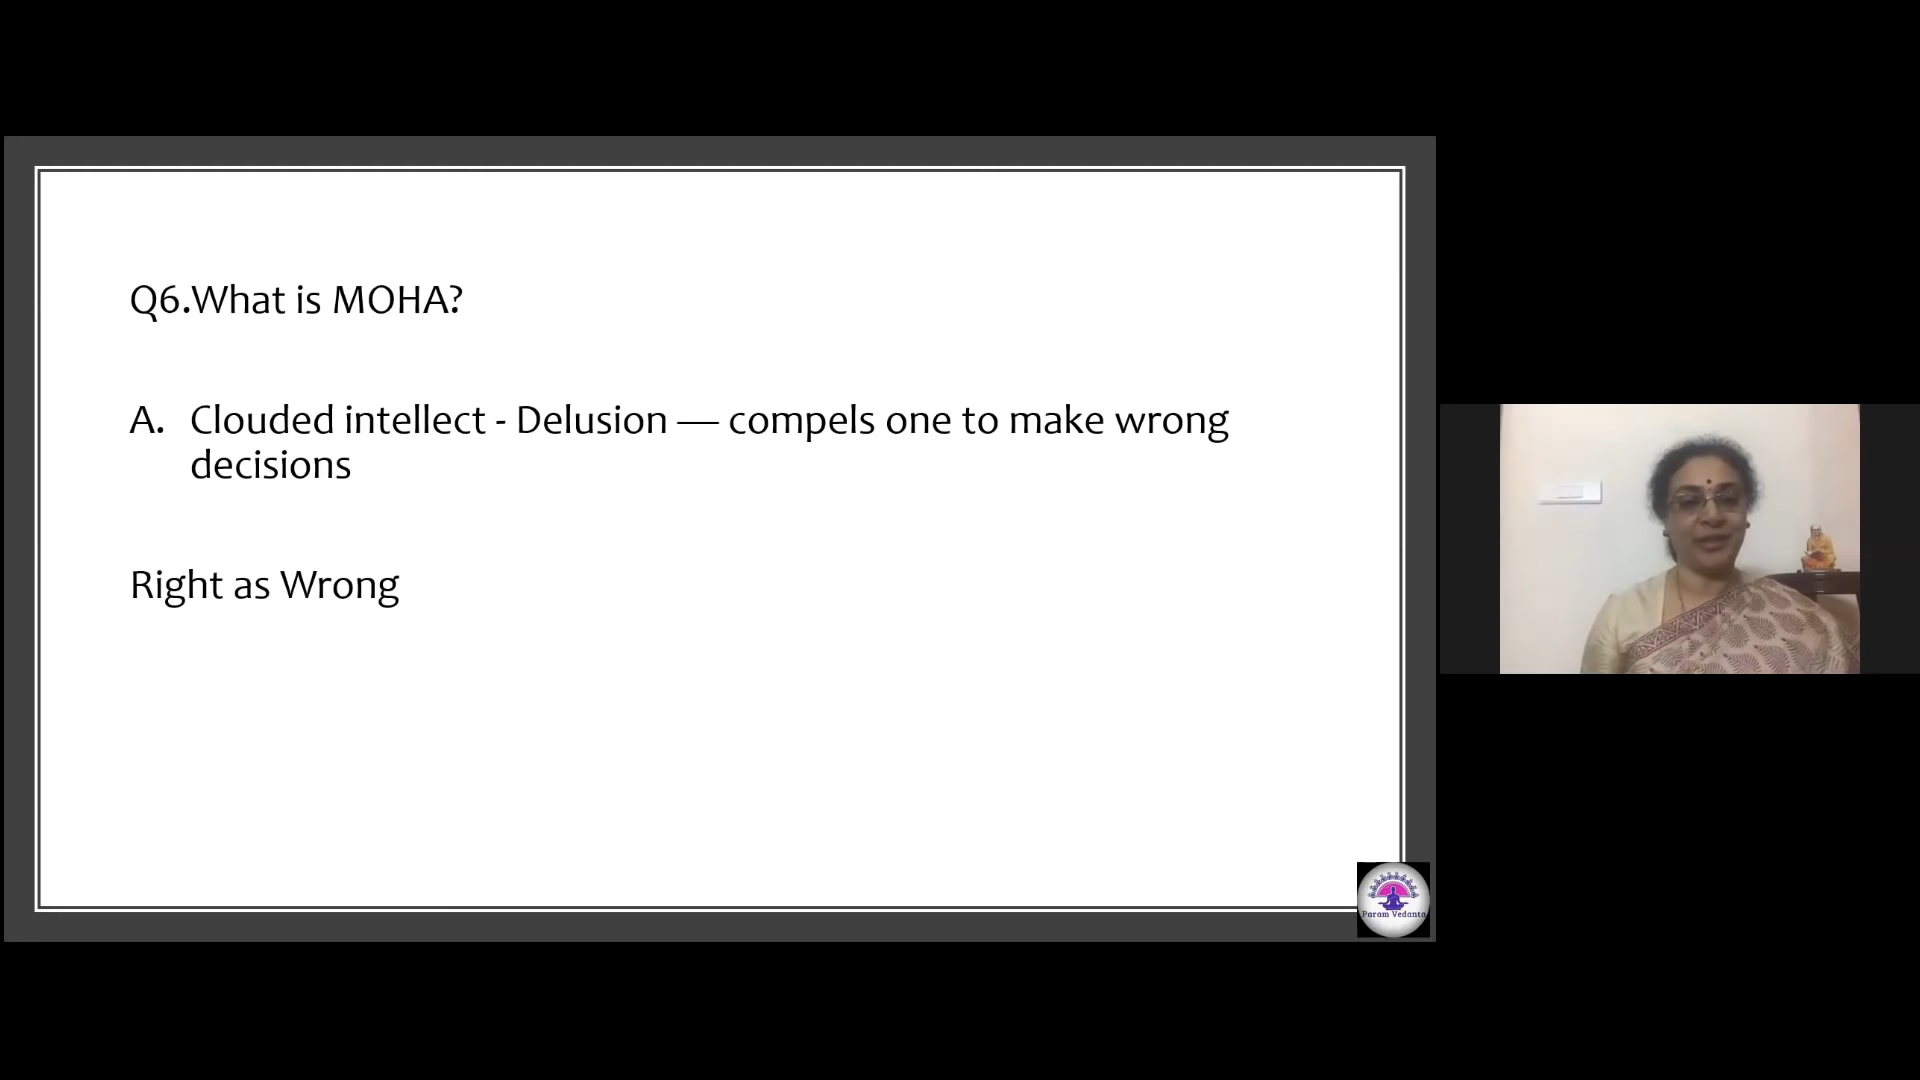 Q6.What is MOHA?
A. Clouded intellect - Delusion — compels one to make wrong
decisions
Right as Wrong
Param Vedanta